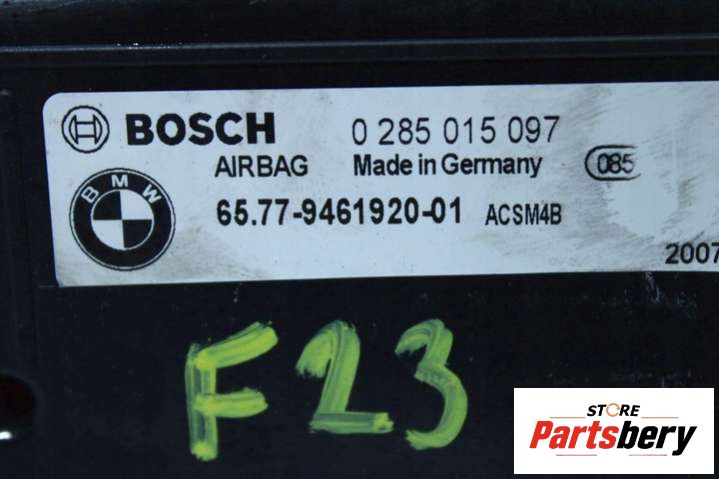 BOSCH 0 285 015 097
AIRBAG Made in Germany 085
BMW
65.77-9461920-01 ACSM4B
2007
F23
STORE
Partsbery